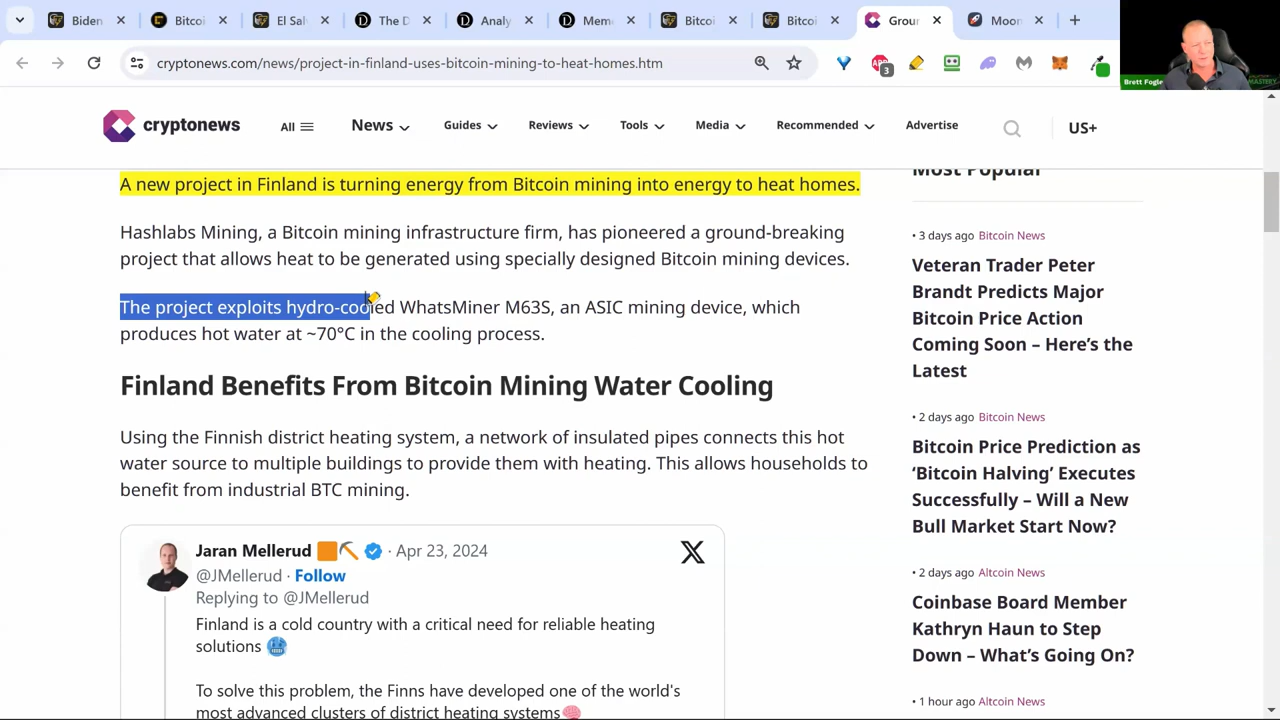 Biden
Bitcoi
El Sal
The D
Analy
Meme
Bitcoi
Bitcoi
Groun
Moon
cryptonews.com/news/project-in-finland-uses-bitcoin-mining-to-heat-homes.htm
3
Brett Fogle
MASTERY
cryptonews
All
News
Guides
Reviews
Tools
Media
Recommended
Advertise
US+
A new project in Finland is turning energy from Bitcoin mining into energy to heat homes.
Hashlabs Mining, a Bitcoin mining infrastructure firm, has pioneered a ground-breaking
project that allows heat to be generated using specially designed Bitcoin mining devices.
The project exploits hydro-cooled WhatsMiner M63S, an ASIC mining device, which
produces hot water at ~70°C in the cooling process.
Finland Benefits From Bitcoin Mining Water Cooling
Using the Finnish district heating system, a network of insulated pipes connects this hot
water source to multiple buildings to provide them with heating. This allows households to
benefit from industrial BTC mining.
Jaran Mellerud 🟧⛏️ · Apr 23, 2024
@JMellerud · Follow
Replying to @JMellerud
Finland is a cold country with a critical need for reliable heating
solutions 🥶
To solve this problem, the Finns have developed one of the world's
most advanced clusters of district heating systems🧠
Most Popular
• 3 days ago Bitcoin News
Veteran Trader Peter
Brandt Predicts Major
Bitcoin Price Action
Coming Soon – Here's the
Latest
• 2 days ago Bitcoin News
Bitcoin Price Prediction as
'Bitcoin Halving' Executes
Successfully – Will a New
Bull Market Start Now?
• 2 days ago Altcoin News
Coinbase Board Member
Kathryn Haun to Step
Down – What's Going On?
• 1 hour ago Altcoin News